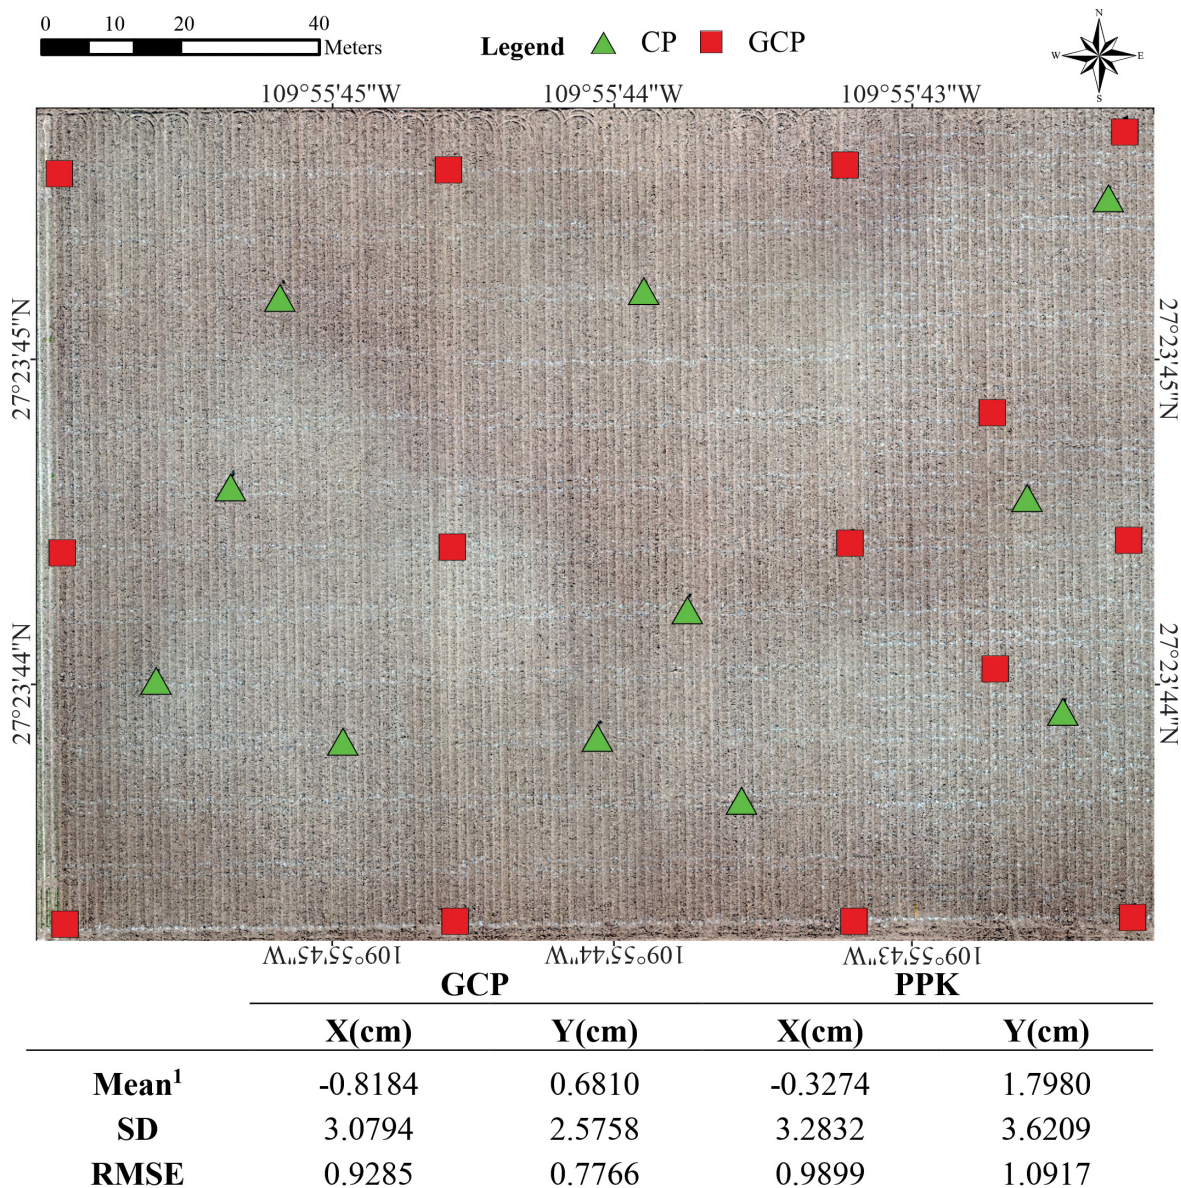 0 10 20 40
Meters
Legend CP GCP
N
W E
S
109°55'45"W 109°55'44"W 109°55'43"W
27°23'45"N 27°23'45"N
27°23'44"N 27°23'44"N
109°55'45"W 109°55'44"W 109°55'43"W
GCP PPK
X(cm) Y(cm) X(cm) Y(cm)
Mean¹ -0.8184 0.6810 -0.3274 1.7980
SD 3.0794 2.5758 3.2832 3.6209
RMSE 0.9285 0.7766 0.9899 1.0917